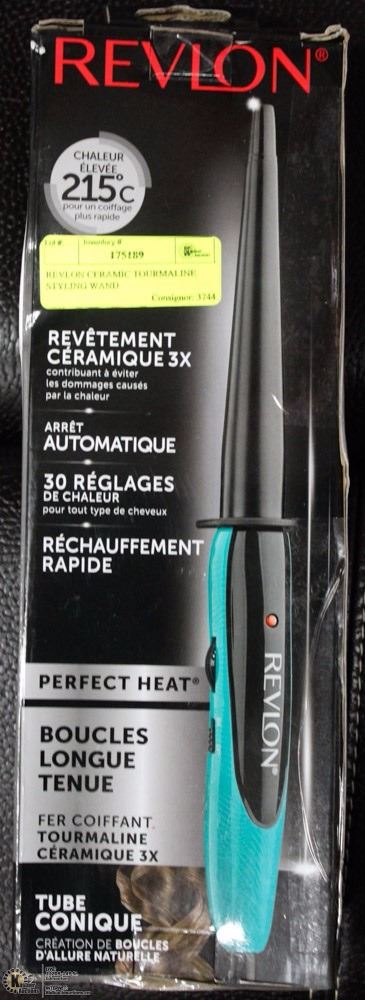 REVLON®
CHALEUR
ÉLEVÉE
215°C
pour un coiffage
plus rapide
Lot # Inventory #
175189
REVLON CERAMIC TOURMALINE
STYLING WAND
Consignor: 3744
REVÊTEMENT
CÉRAMIQUE 3X
contribuant à éviter
les dommages causés
par la chaleur
ARRÊT
AUTOMATIQUE
30 RÉGLAGES
DE CHALEUR
pour tout type de cheveux
RÉCHAUFFEMENT
RAPIDE
REVLON®
PERFECT HEAT®
BOUCLES
LONGUE
TENUE
FER COIFFANT
TOURMALINE
CÉRAMIQUE 3X
TUBE
CONIQUE
CRÉATION DE BOUCLES
D'ALLURE NATURELLE